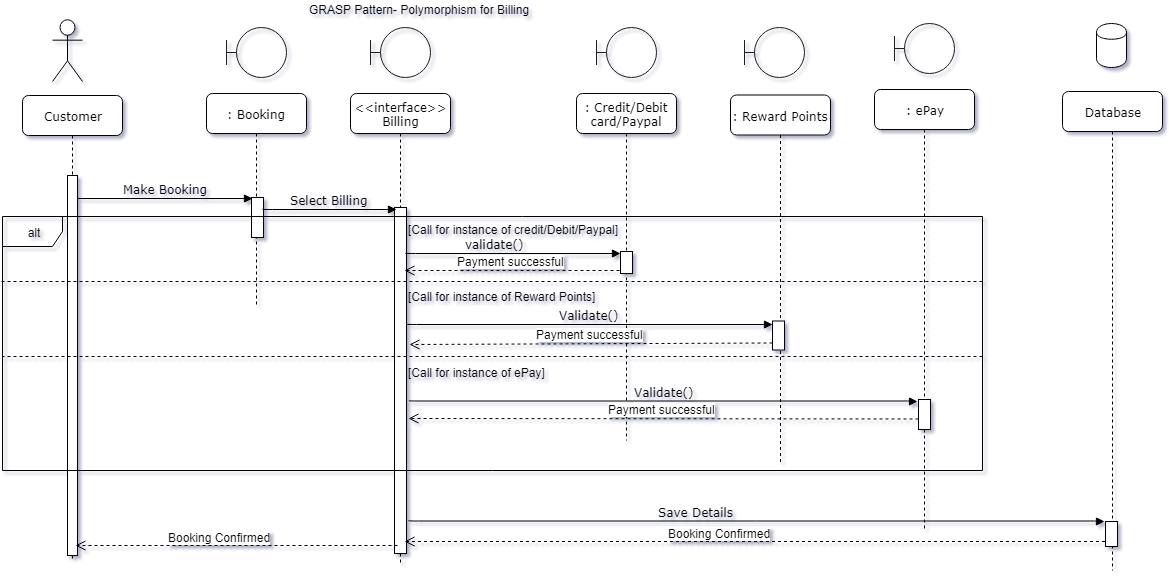 GRASP Pattern- Polymorphism for Billing
Customer
: Booking
<<interface>>
Billing
: Credit/Debit
card/Paypal
: Reward Points
: ePay
Database
Make Booking
Select Billing
alt
[Call for instance of credit/Debit/Paypal]
validate()
Payment successful
[Call for instance of Reward Points]
Validate()
Payment successful
[Call for instance of ePay]
Validate()
Payment successful
Save Details
Booking Confirmed
Booking Confirmed